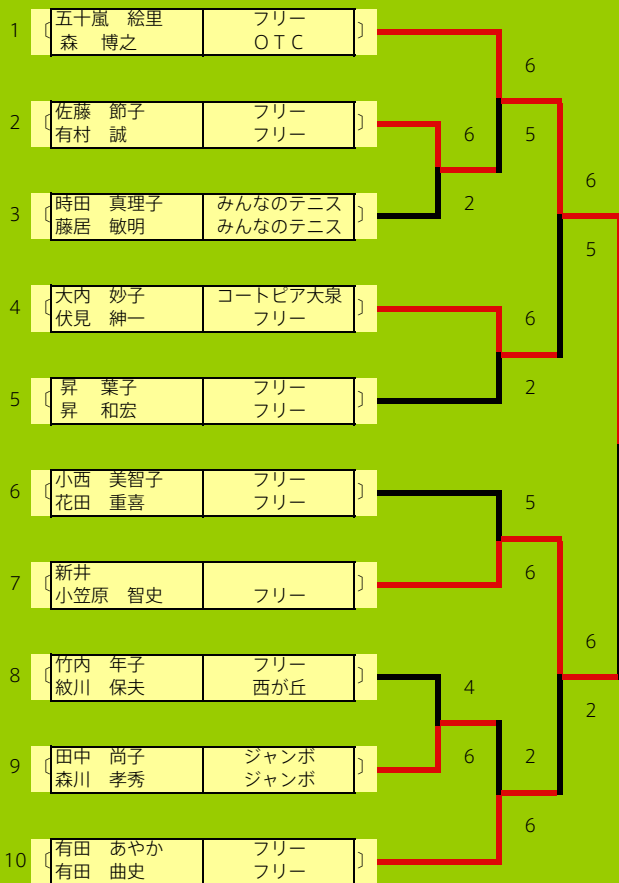 1 〔 五十嵐 絵里 フリー 〕
森 博之 OTC
6
2 〔 佐藤 節子 フリー 〕
有村 誠 フリー
6 5
3 〔 時田 真理子 みんなのテニス 〕
藤居 敏明 みんなのテニス
2
6
5
4 〔 大内 妙子 コートピア大泉 〕
伏見 紳一 フリー
6
5 〔 昇 葉子 フリー 〕
昇 和宏 フリー
2
6 〔 小西 美智子 フリー 〕
花田 重喜 フリー
5
7 〔 新井 〕
小笠原 智史 フリー
6
8 〔 竹内 年子 フリー 〕
紋川 保夫 西が丘
4
6
2
9 〔 田中 尚子 ジャンボ 〕
森川 孝秀 ジャンボ
6 2
10 〔 有田 あやか フリー 〕
有田 曲史 フリー
6